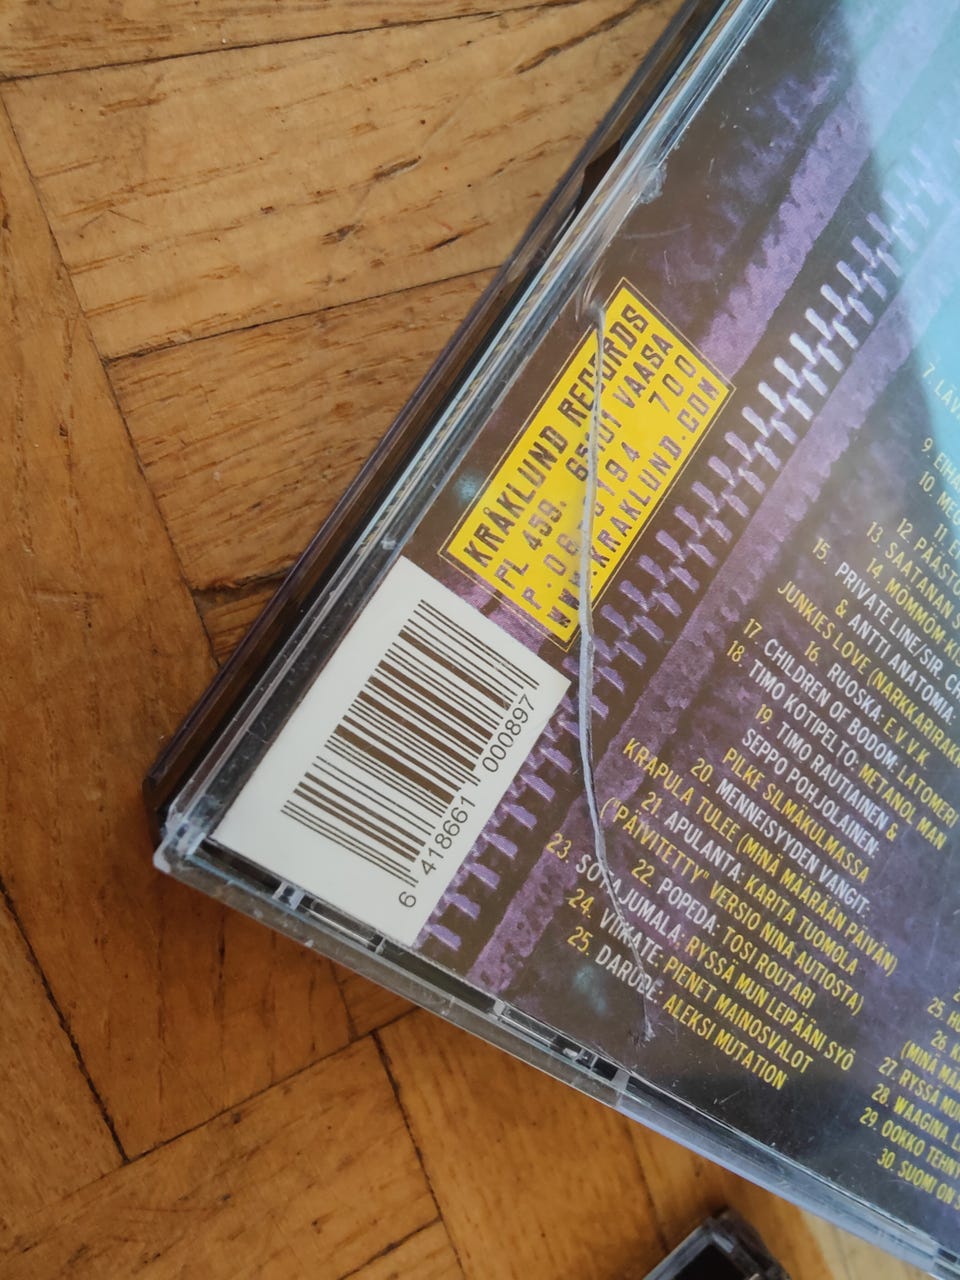 KRÅKLUND RECORDS
PL 459. 65101 VAASA
P. 06 3194 700
WWW.KRAKLUND.COM
6 418661 000897
7. LÄV
9. EIHA
10. MEG
11. E
12. PÄÄSTÖ
13. SAATANAN S
14. MÖMMÖM, KI
15. PRIVATE LINE/SIR. CH
& ANTTI ANATOMIA:
JUNKIES LOVE (NARKKARIRAK
16. RUOSKA: E.V.V.K.
17. CHILDREN OF BODOM: LATOMERI
18. TIMO KOTIPELTO: METANOL MAN
19. TIMO RAUTIAINEN &
SEPPO POHJOLAINEN:
PILKE SILMÄKULMASSA
20. MENNEISYYDEN VANGIT:
KRAPULA TULEE (MINÄ MÄÄRÄÄN PÄIVÄN)
21. APULANTA: KARITA TUOMOLA
("PÄIVITETTY" VERSIO NINA AUTIOSTA)
22. POPEDA: TOSI ROUTARI
23. SOTAJUMALA: RYSSÄ MUN LEIPÄÄNI SYÖ
24. VIIKATE: PIENET MAINOSVALOT
25. DARUDE: ALEKSI MUTATION
25. H
26. K
(MINÄ MÄ
27. RYSSÄ MU
28. WAAGINA, L
29. OOKKO TEHNY
30. SUOMI ON S